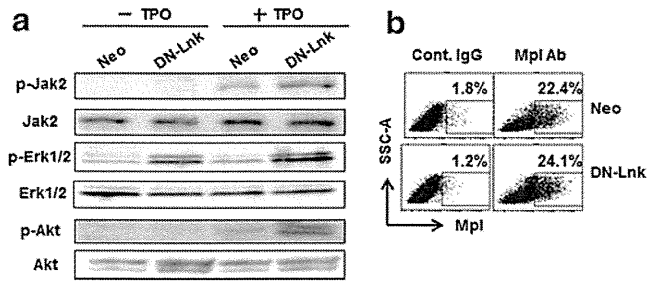 a
− TPO
+ TPO
Neo
DN-Lnk
Neo
DN-Lnk
p-Jak2
Jak2
p-Erk1/2
Erk1/2
p-Akt
Akt
b
Cont. IgG
Mpl Ab
1.8%
22.4%
Neo
1.2%
24.1%
DN-Lnk
SSC-A
Mpl